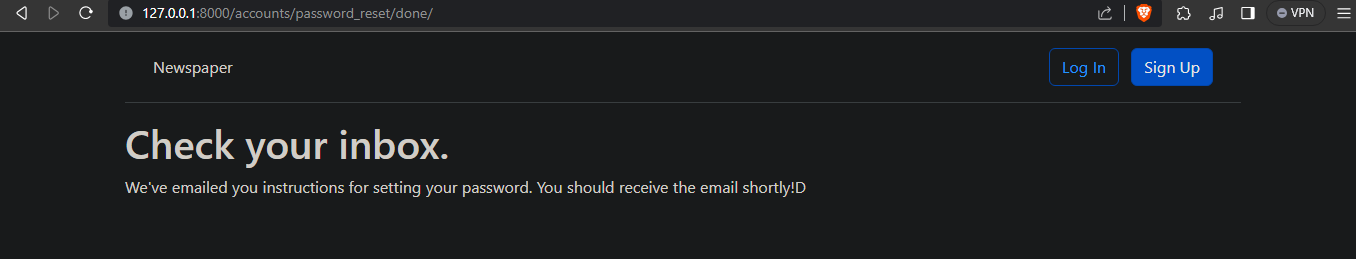 127.0.0.1:8000/accounts/password_reset/done/
VPN
Newspaper
Log In
Sign Up
Check your inbox.
We've emailed you instructions for setting your password. You should receive the email shortly!D